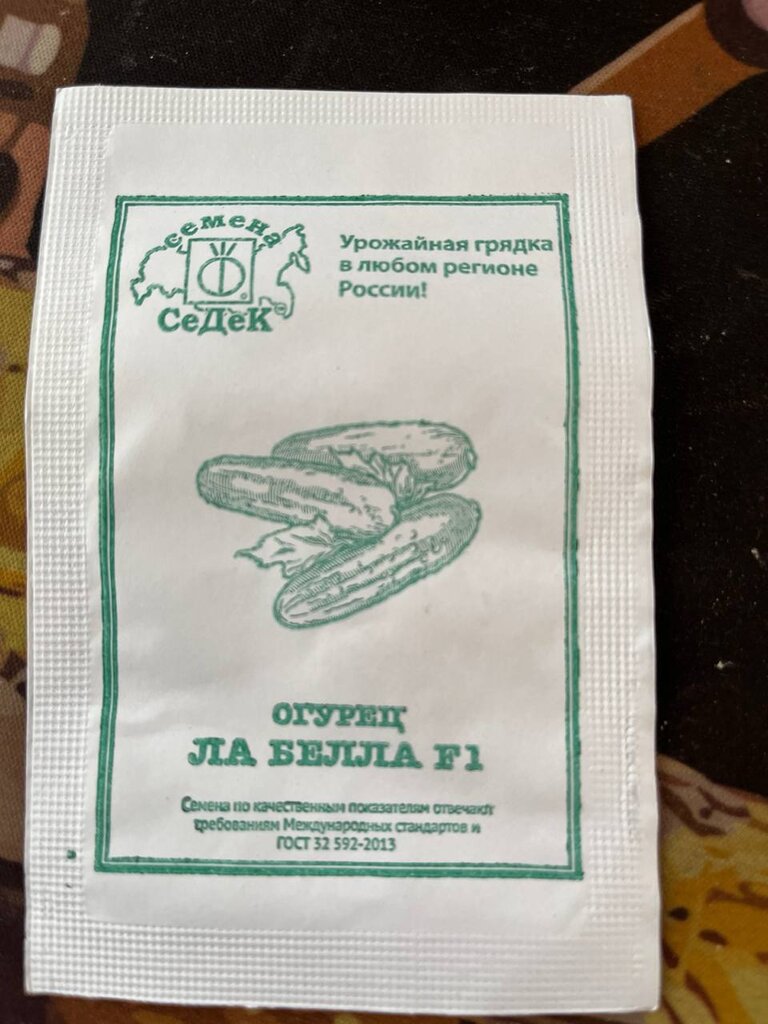 семена
СеДеК™
Урожайная грядка
в любом регионе
России!
ОГУРЕЦ
ЛА БЕЛЛА F1
Семена по качественным показателям отвечают
требованиям Международных стандартов и
ГОСТ 32 592-2013